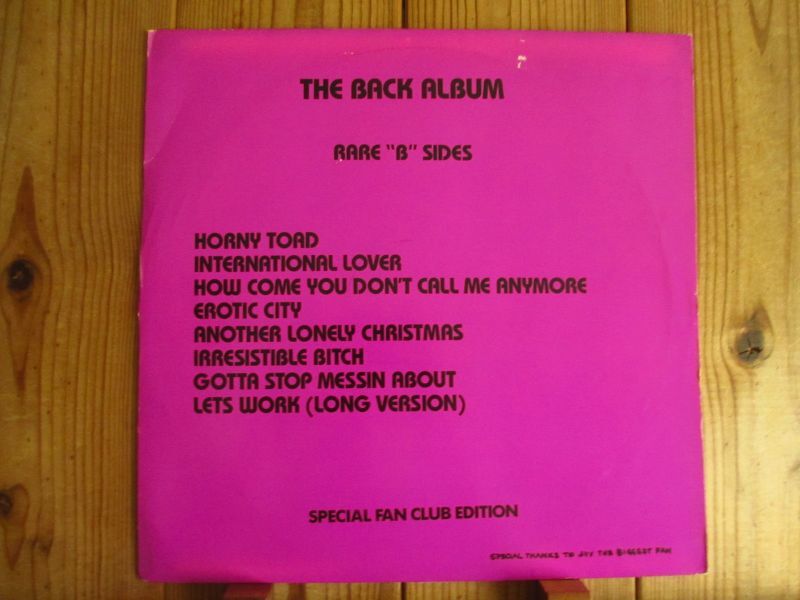 THE BACK ALBUM
RARE "B" SIDES
HORNY TOAD
INTERNATIONAL LOVER
HOW COME YOU DON'T CALL ME ANYMORE
EROTIC CITY
ANOTHER LONELY CHRISTMAS
IRRESISTIBLE BITCH
GOTTA STOP MESSIN ABOUT
LETS WORK (LONG VERSION)
SPECIAL FAN CLUB EDITION
SPECIAL THANKS TO JOY THE BIGGEST FAN